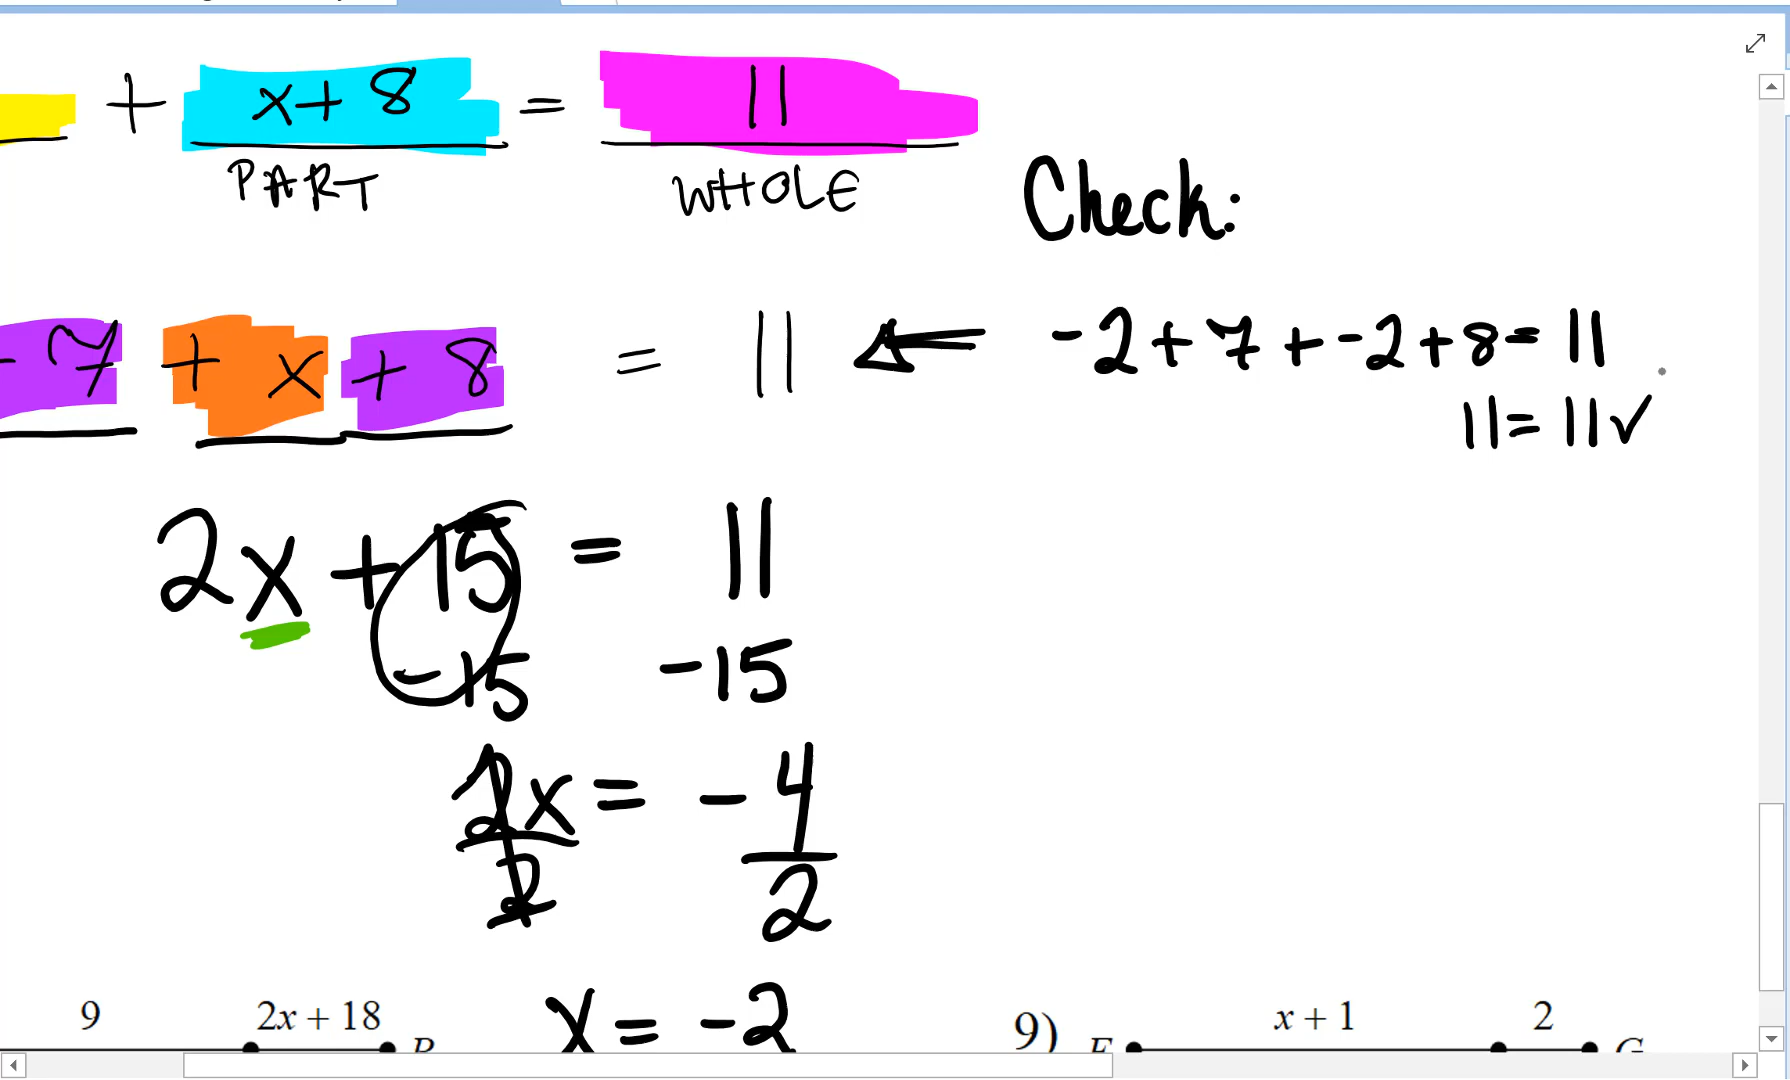 + x + 8 = 11
PART WHOLE
Check:
7 + x + 8 = 11 -2 + 7 + -2 + 8 = 11
11 = 11 ✓
2x + 15 = 11
-15 -15
2x = -4
2 2
x = -2
9 2x + 18 9) x + 1 2